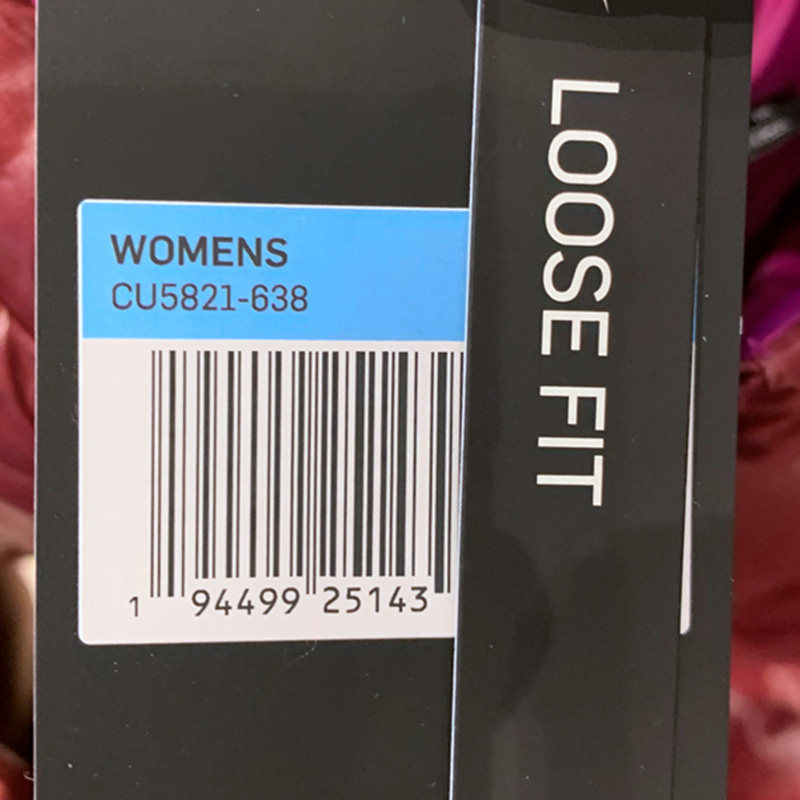 WOMENS
CU5821-638
1 94499 25143
LOOSE FIT